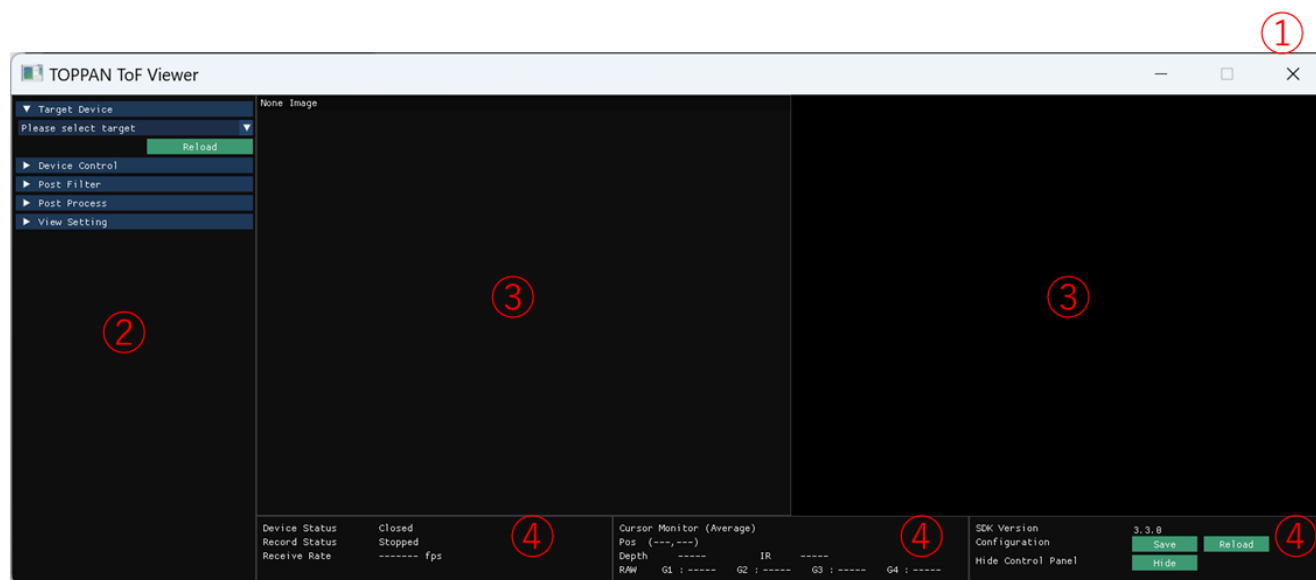 ①
TOPPAN ToF Viewer
▼ Target Device
Please select target ▼
Reload
▶ Device Control
▶ Post Filter
▶ Post Process
▶ View Setting
②
None Image
③
③
Device Status Closed
Record Status Stopped
Receive Rate ------- fps
④
Cursor Monitor (Average)
Pos (---,---)
Depth ----- IR -----
RAW G1 : ----- G2 : ----- G3 : ----- G4 : -----
④
SDK Version 3.3.0
Configuration Save Reload
Hide Control Panel Hide
④